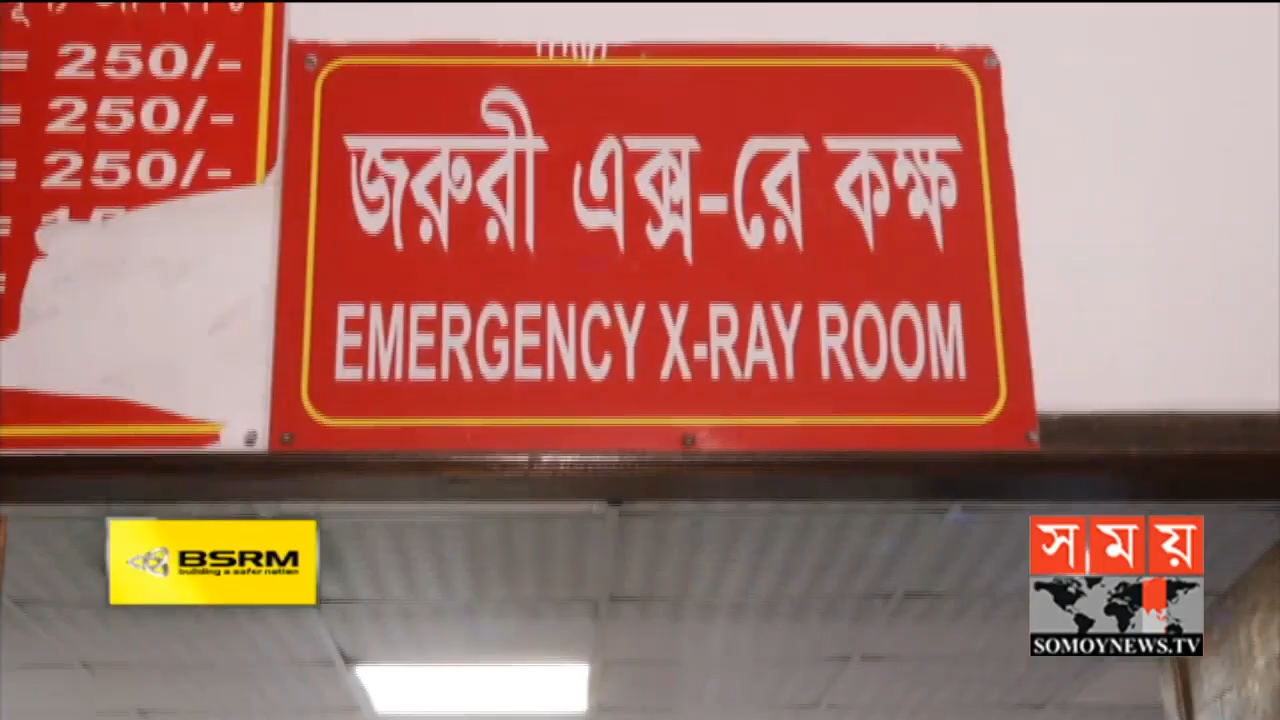 = 250/-
= 250/-
= 250/-
জরুরী এক্স-রে কক্ষ
EMERGENCY X-RAY ROOM
BSRM
building a safer nation
সময়
SOMOYNEWS.TV